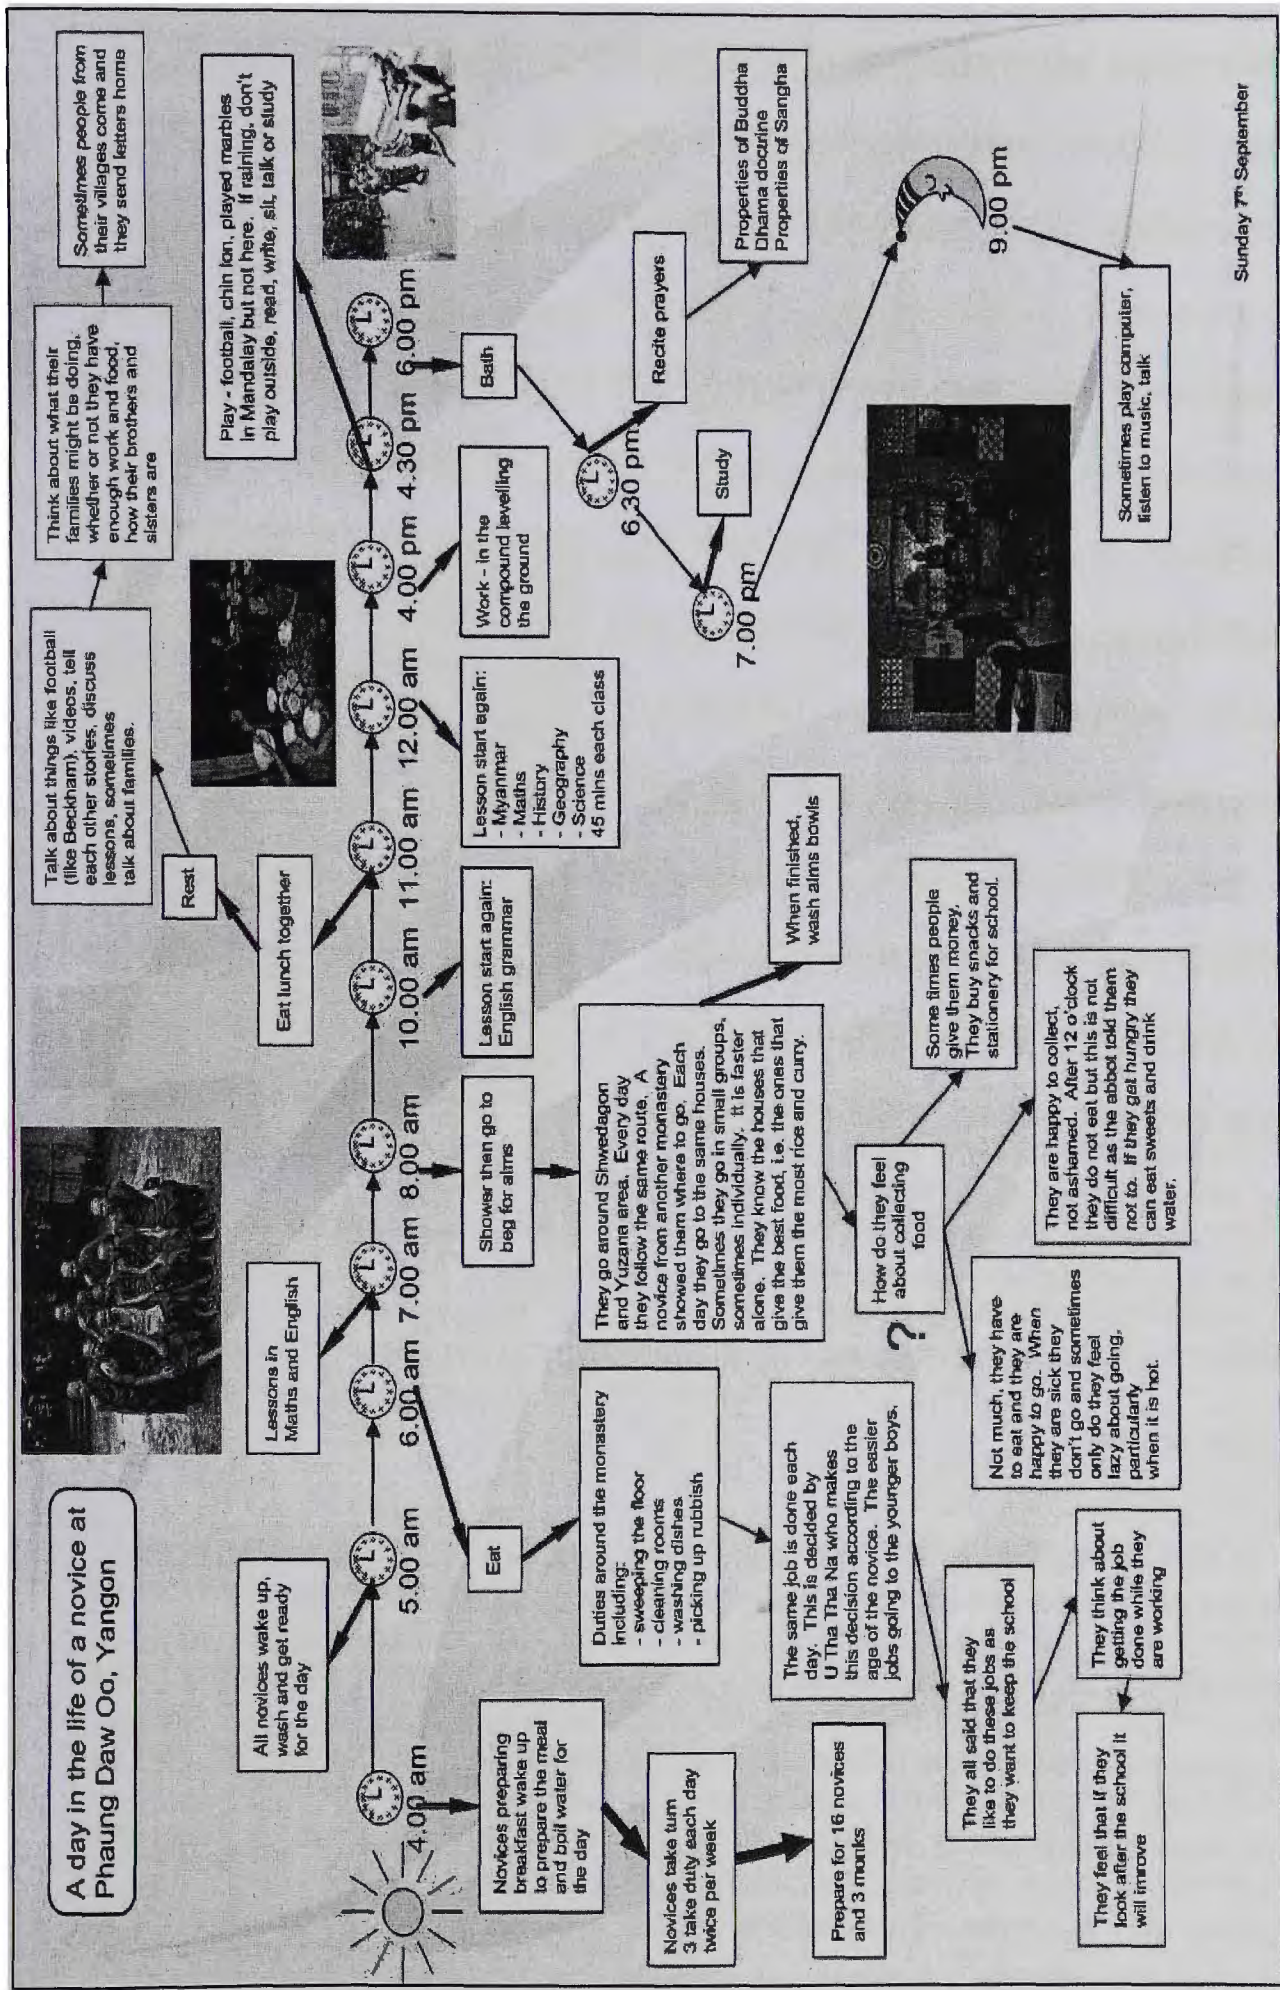 A day in the life of a novice at
Phaung Daw Oo, Yangon
All novices wake up,
wash and get ready
for the day
4.00 am
5.00 am
6.00 am
7.00 am
8.00 am
10.00 am
11.00 am
12.00 am
4.00 pm
4.30 pm
6.00 pm
Novices preparing
breakfast wake up
to prepare the meal
and boil water for
the day
Novices take turn
3 take duty each day
twice per week
Prepare for 16 novices
and 3 monks
Eat
Duties around the monastery
Including:
- sweeping the floor
- cleaning rooms
- washing dishes
- picking up rubbish
The same job is done each
day. This is decided by
U Tha Tha Na who makes
this decision according to the
age of the novice. The easier
jobs going to the younger boys.
They all said that they
like to do these jobs as
they want to keep the school
They think about
getting the job
done while they
are working
They feel that if they
look after the school it
will imrove
Lessons in
Maths and English
Shower then go to
beg for alms
They go around Shwedagon
and Yuzana area. Every day
they follow the same route. A
novice from another monastery
showed them where to go. Each
day they go to the same houses.
Sometimes they go in small groups,
sometimes individually. It is faster
alone. They know the houses that
give the best food, i.e. the ones that
give them the most rice and curry.
When finished,
wash alms bowls
?
How do they feel
about collecting
food
Not much, they have
to eat and they are
happy to go. When
they are sick they
don't go and sometimes
only do they feel
lazy about going,
particularly
when it is hot.
Some times people
give them money.
They buy snacks and
stationery for school.
They are happy to collect,
not ashamed. After 12 o'clock
they do not eat but this is not
difficult as the abbot told them
not to. If they get hungry they
can eat sweets and drink
water.
Lesson start again:
English grammar
Eat lunch together
Rest
Talk about things like football
(like Beckham), videos, tell
each other stories, discuss
lessons, sometimes
talk about families.
Think about what their
families might be doing,
whether or not they have
enough work and food,
how their brothers and
sisters are
Sometimes people from
their villages come and
they send letters home
Lesson start again:
- Myanmar
- Maths
- History
- Geography
- Science
45 mins each class
Work - in the
compound levelling
the ground
Play - football, chin lon, played marbles
In Mandalay but not here. If raining, don't
play outside, read, write, sit, talk or study
Bath
6.30 pm
Recite prayers
Properties of Buddha
Dhama doctrine
Properties of Sangha
7.00 pm
Study
9.00 pm
Sometimes play computer,
listen to music, talk
Sunday 7th September